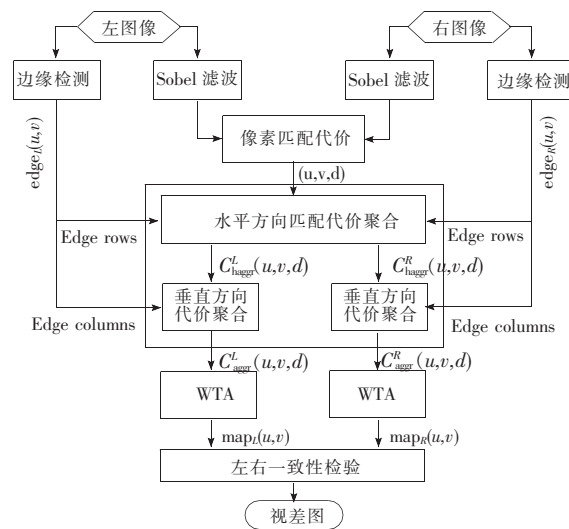 左图像
右图像
边缘检测
Sobel 滤波
Sobel 滤波
边缘检测
edge_L(u,v)
edge_R(u,v)
像素匹配代价
(u,v,d)
水平方向匹配代价聚合
Edge rows
Edge rows
C^L_haggr(u,v,d)
C^R_haggr(u,v,d)
垂直方向
代价聚合
垂直方向
代价聚合
Edge columns
Edge columns
C^L_aggr(u,v,d)
C^R_aggr(u,v,d)
WTA
WTA
map_L(u,v)
map_R(u,v)
左右一致性检验
视差图